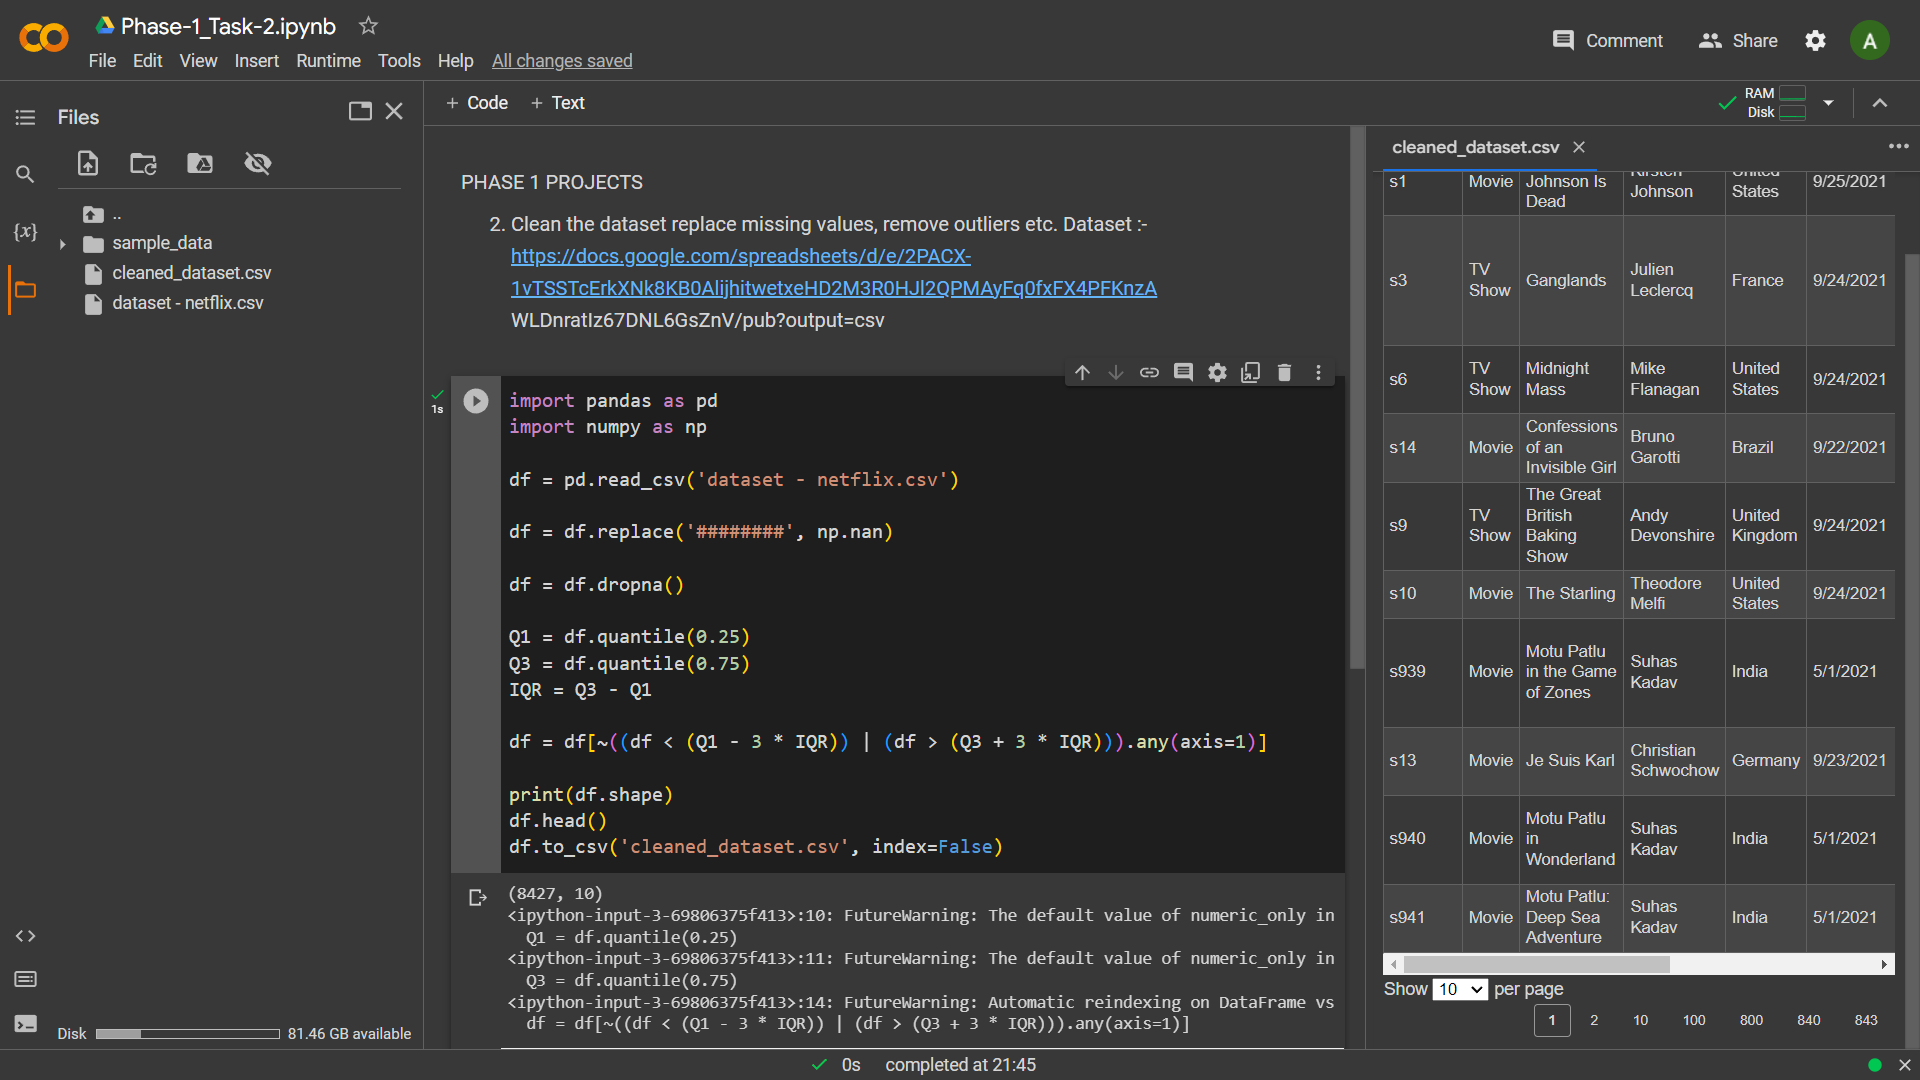 Phase-1_Task-2.ipynb
File Edit View Insert Runtime Tools Help All changes saved
Comment
Share
A
Files
..
sample_data
cleaned_dataset.csv
dataset - netflix.csv
Disk 81.46 GB available
+ Code + Text
RAM
Disk
PHASE 1 PROJECTS
2. Clean the dataset replace missing values, remove outliers etc. Dataset :-
https://docs.google.com/spreadsheets/d/e/2PACX-
1vTSSTcErkXNk8KB0AlijhitwetxeHD2M3R0HJl2QPMAyFq0fxFX4PFKnzA
WLDnratIz67DNL6GsZnV/pub?output=csv
1s
import pandas as pd
import numpy as np
df = pd.read_csv('dataset - netflix.csv')
df = df.replace('########', np.nan)
df = df.dropna()
Q1 = df.quantile(0.25)
Q3 = df.quantile(0.75)
IQR = Q3 - Q1
df = df[~((df < (Q1 - 3 * IQR)) | (df > (Q3 + 3 * IQR))).any(axis=1)]
print(df.shape)
df.head()
df.to_csv('cleaned_dataset.csv', index=False)
(8427, 10)
<ipython-input-3-69806375f413>:10: FutureWarning: The default value of numeric_only in
Q1 = df.quantile(0.25)
<ipython-input-3-69806375f413>:11: FutureWarning: The default value of numeric_only in
Q3 = df.quantile(0.75)
<ipython-input-3-69806375f413>:14: FutureWarning: Automatic reindexing on DataFrame vs
df = df[~((df < (Q1 - 3 * IQR)) | (df > (Q3 + 3 * IQR))).any(axis=1)]
cleaned_dataset.csv
s1 Movie Johnson Is Dead Kirsten Johnson United States 9/25/2021
s3 TV Show Ganglands Julien Leclercq France 9/24/2021
s6 TV Show Midnight Mass Mike Flanagan United States 9/24/2021
s14 Movie Confessions of an Invisible Girl Bruno Garotti Brazil 9/22/2021
s9 TV Show The Great British Baking Show Andy Devonshire United Kingdom 9/24/2021
s10 Movie The Starling Theodore Melfi United States 9/24/2021
s939 Movie Motu Patlu in the Game of Zones Suhas Kadav India 5/1/2021
s13 Movie Je Suis Karl Christian Schwochow Germany 9/23/2021
s940 Movie Motu Patlu in Wonderland Suhas Kadav India 5/1/2021
s941 Movie Motu Patlu: Deep Sea Adventure Suhas Kadav India 5/1/2021
Show 10 per page
1 2 10 100 800 840 843
0s completed at 21:45